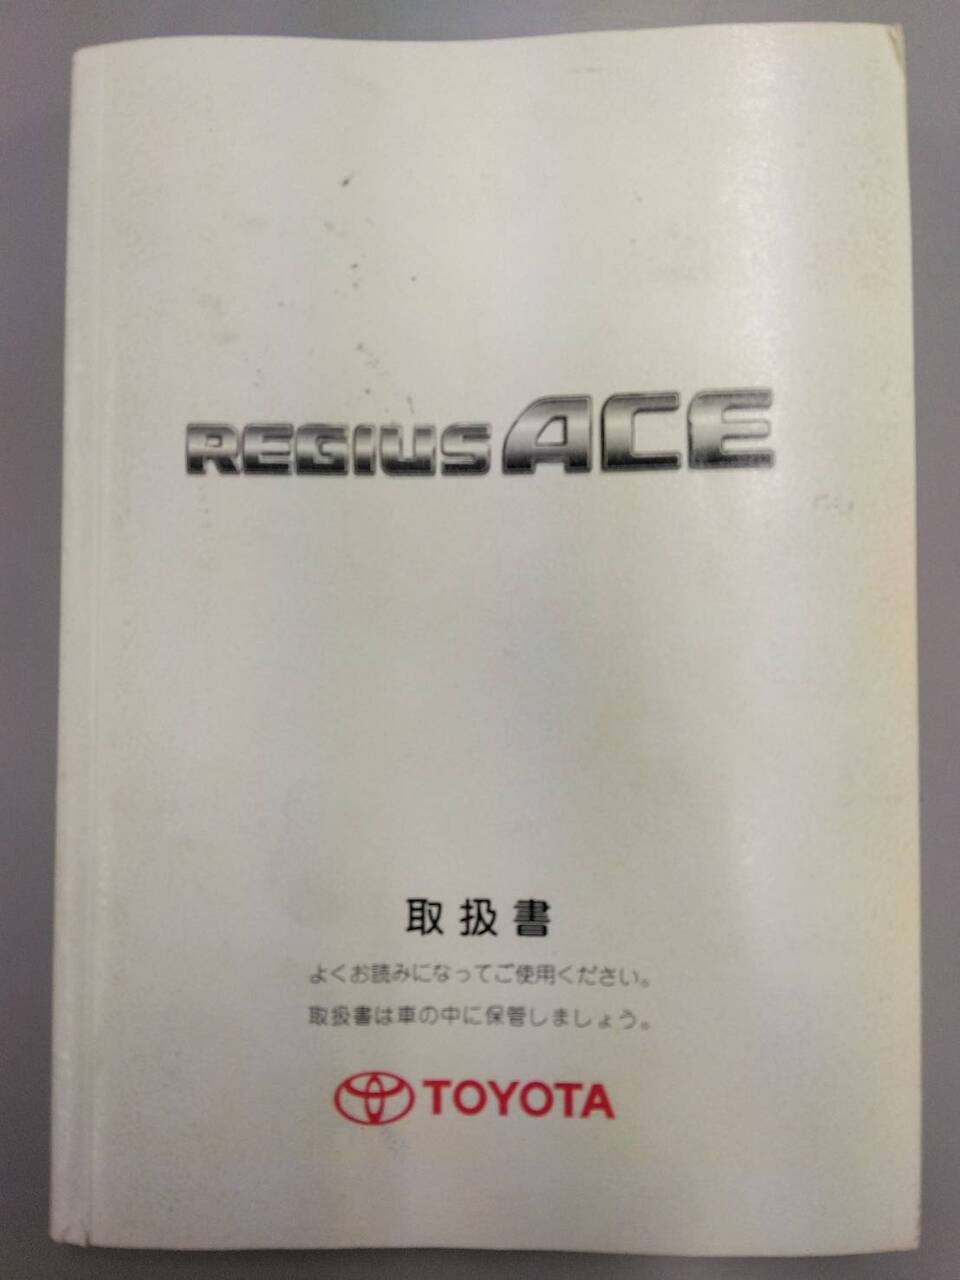 REGIUS ACE
取扱書
よくお読みになってご使用ください。
取扱書は車の中に保管しましょう。
TOYOTA